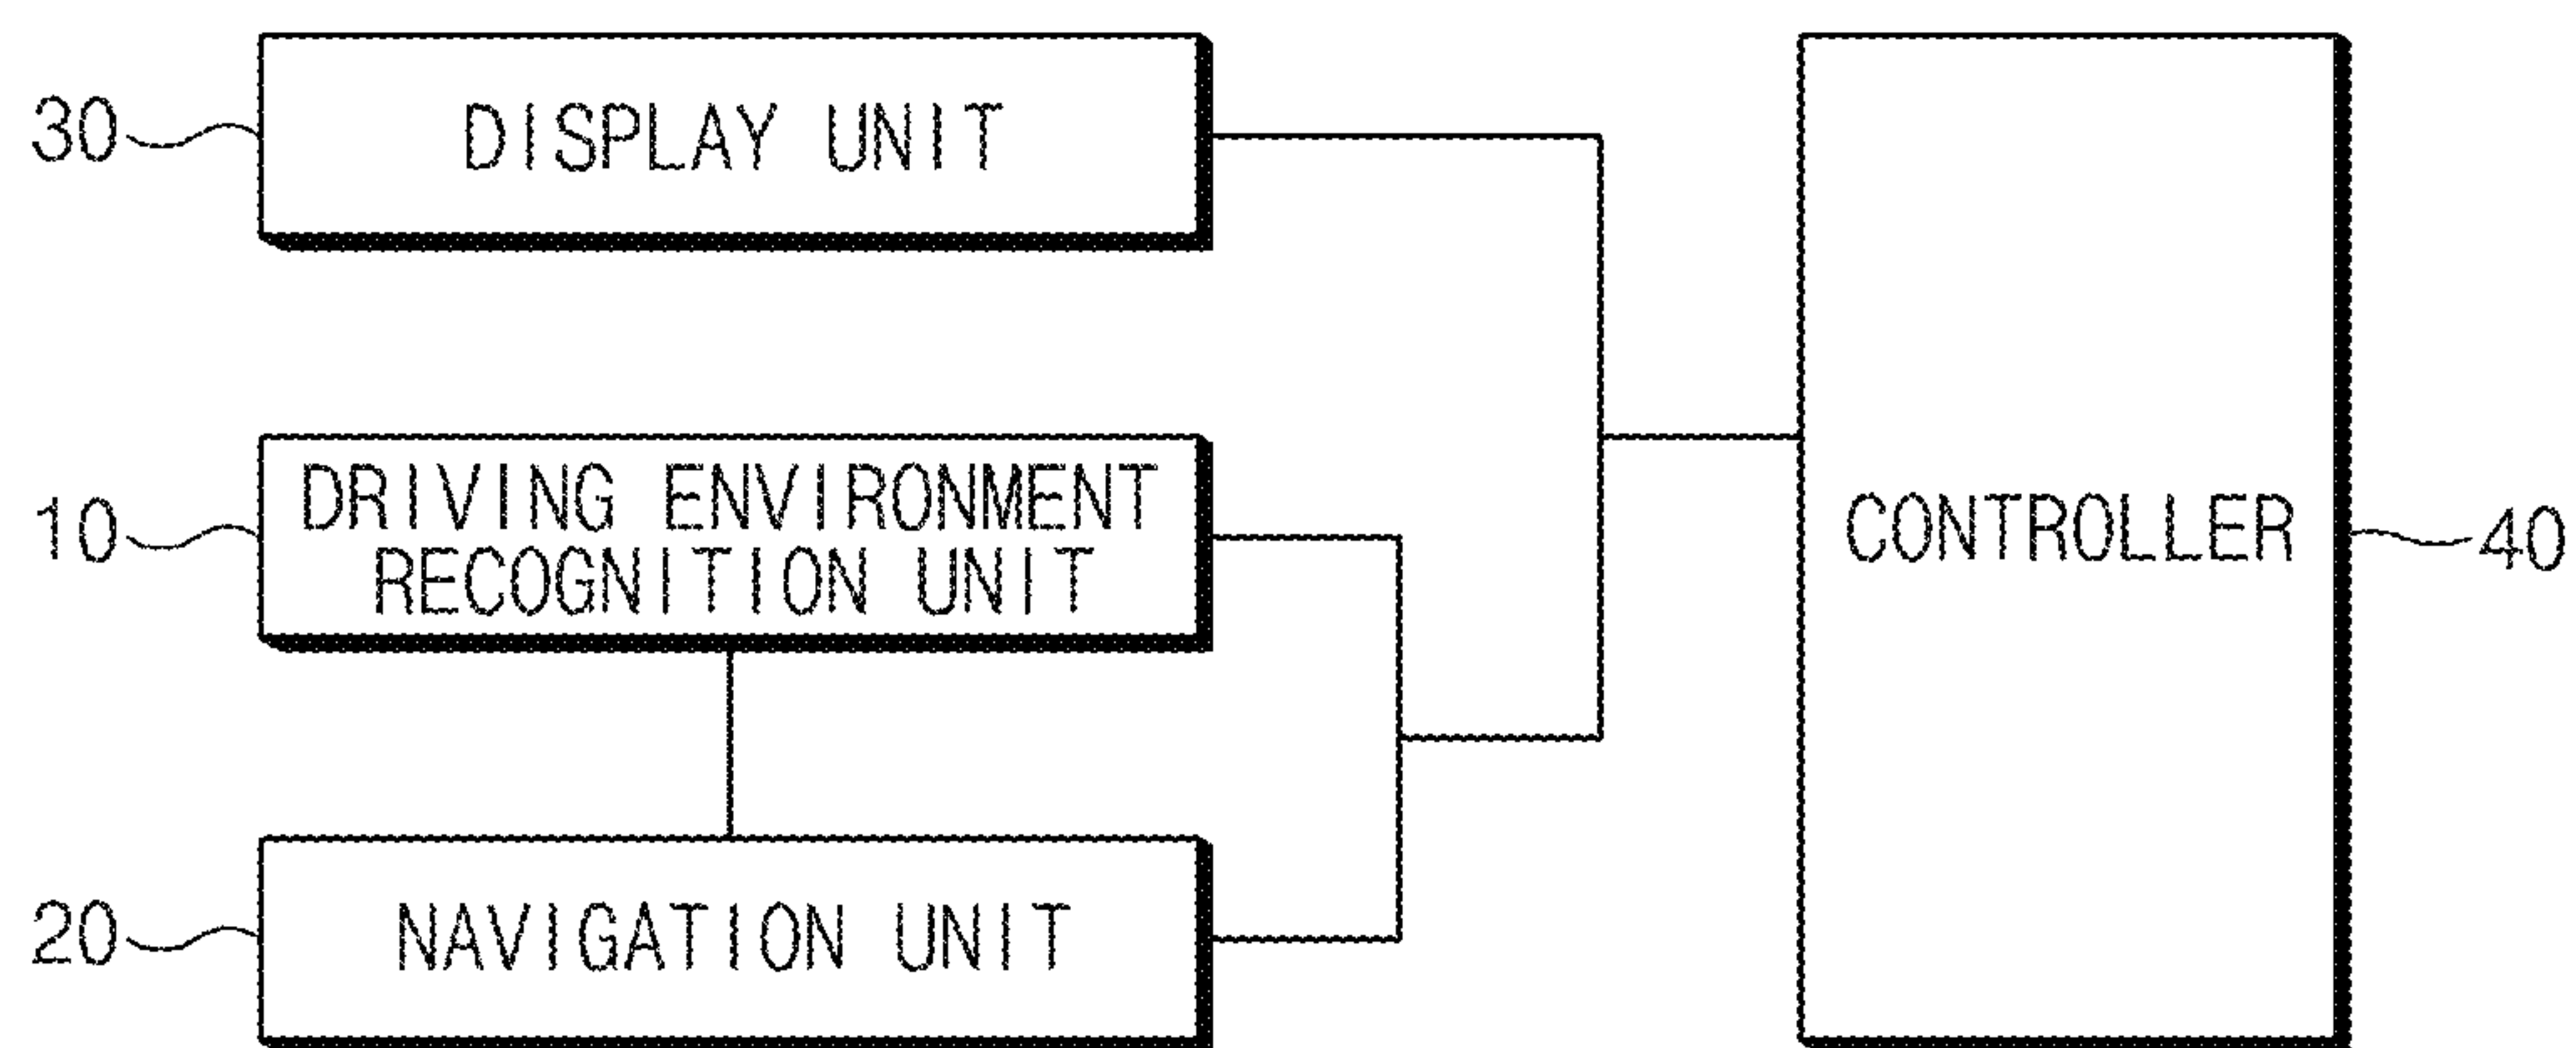 30
DISPLAY UNIT
10
DRIVING ENVIRONMENT
RECOGNITION UNIT
20
NAVIGATION UNIT
CONTROLLER
40